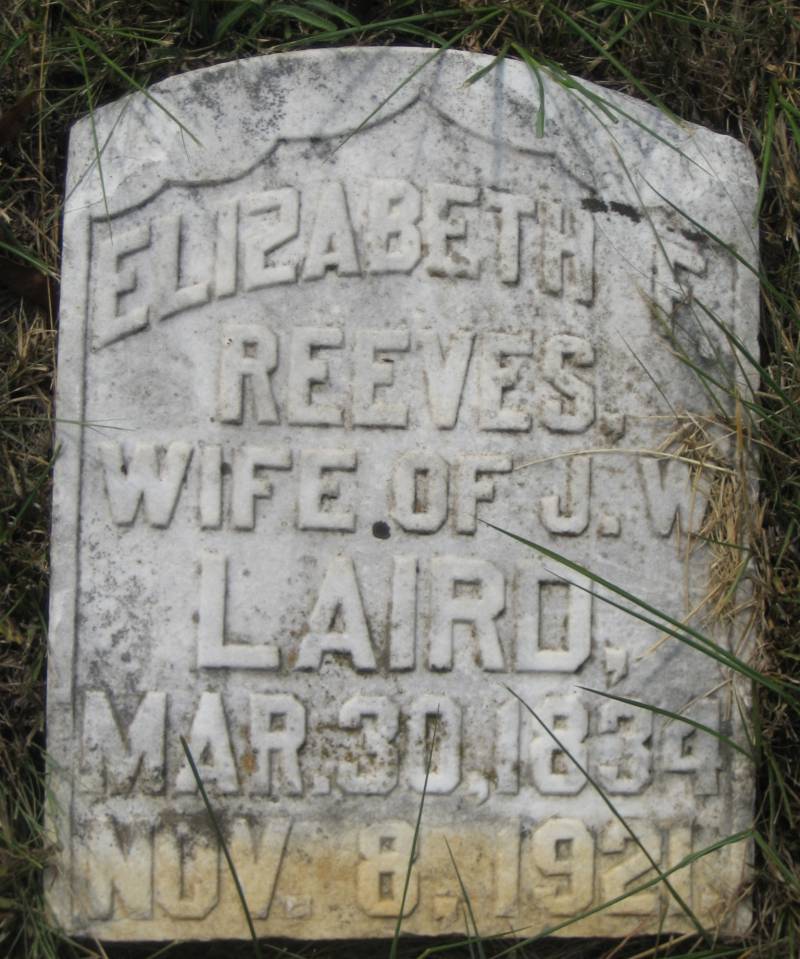 ELIZABETH F
REEVES,
WIFE OF J. W
LAIRD,
MAR. 30, 1834
NOV. 8, 1921.